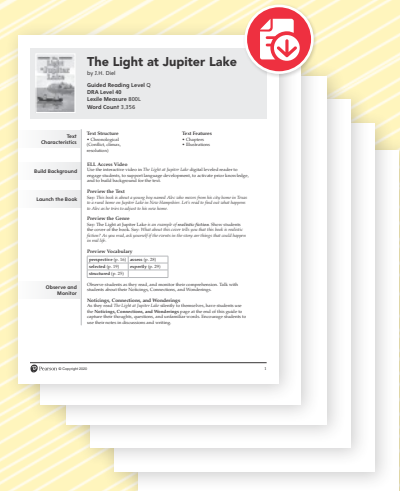 The Light at Jupiter Lake
The Light at Jupiter Lake
by J.H. Diel
Guided Reading Level Q
DRA Level 40
Lexile Measure 800L
Word Count 3,356
Text
Characteristics
Text Structure
• Chronological
(Conflict, climax,
resolution)
Text Features
• Chapters
• Illustrations
Build Background
ELL Access Video
Use the interactive video in The Light at Jupiter Lake digital leveled reader to
engage students, to support language development, to activate prior knowledge,
and to build background for the text.
Launch the Book
Preview the Text
Say: This book is about a young boy named Alec who moves from his city home in Texas
to a rural home on Jupiter Lake in New Hampshire. Let's read to find out what happens
to Alec as he tries to adjust to his new home.
Preview the Genre
Say: The Light at Jupiter Lake is an example of realistic fiction. Show students
the cover of the book. Say: What about this cover tells you that this book is realistic
fiction? As you read, ask yourself if the events in the story are things that could happen
in real life.
Preview Vocabulary
perspective (p. 16) access (p. 28)
selected (p. 19) expertly (p. 29)
structured (p. 25)
Observe and
Monitor
Observe students as they read, and monitor their comprehension. Talk with
students about their Noticings, Connections, and Wonderings.
Noticings, Connections, and Wonderings
As they read The Light at Jupiter Lake silently to themselves, have students use
the Noticings, Connections, and Wonderings page at the end of this guide to
capture their thoughts, questions, and unfamiliar words. Encourage students to
use their notes in discussions and writing.
Pearson © Copyright 2020
1